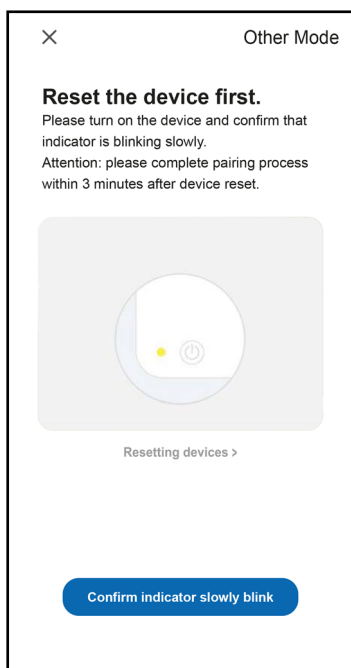 Other Mode
Reset the device first.
Please turn on the device and confirm that
indicator is blinking slowly.
Attention: please complete pairing process
within 3 minutes after device reset.
Resetting devices >
Confirm indicator slowly blink